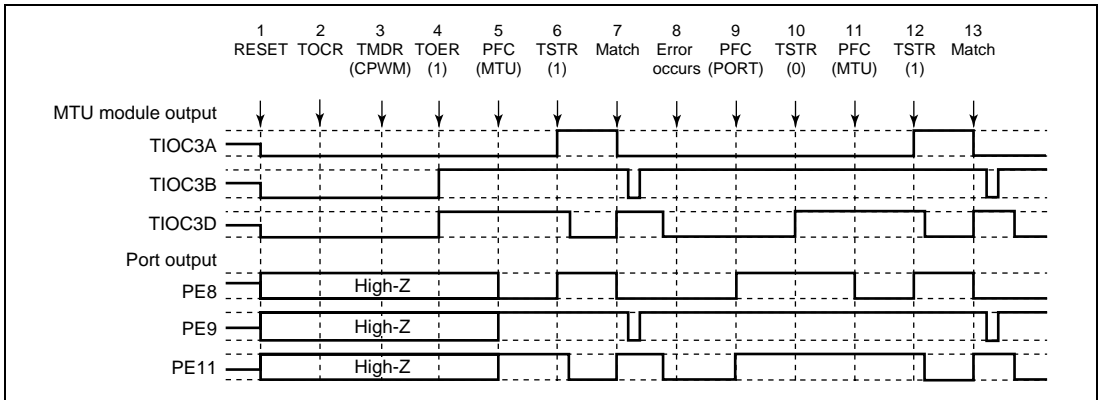 1 2 3 4 5 6 7 8 9 10 11 12 13
RESET TOCR TMDR TOER PFC TSTR Match Error PFC TSTR PFC TSTR Match
(CPWM) (1) (MTU) (1) occurs (PORT) (0) (MTU) (1)
MTU module output
TIOC3A
TIOC3B
TIOC3D
Port output
PE8 High-Z
PE9 High-Z
PE11 High-Z